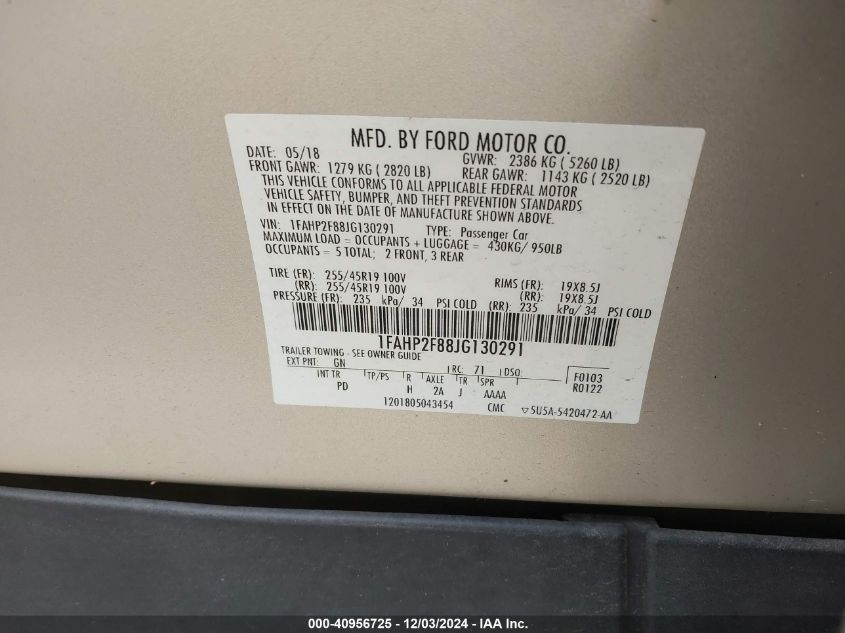 MFD. BY FORD MOTOR CO.
DATE: 05/18 GVWR: 2386 KG ( 5260 LB)
FRONT GAWR: 1279 KG ( 2820 LB) REAR GAWR: 1143 KG ( 2520 LB)
THIS VEHICLE CONFORMS TO ALL APPLICABLE FEDERAL MOTOR
VEHICLE SAFETY, BUMPER, AND THEFT PREVENTION STANDARDS
IN EFFECT ON THE DATE OF MANUFACTURE SHOWN ABOVE.
VIN: 1FAHP2F88JG130291 TYPE: Passenger Car
MAXIMUM LOAD = OCCUPANTS + LUGGAGE = 430KG/ 950LB
OCCUPANTS = 5 TOTAL; 2 FRONT, 3 REAR
TIRE (FR): 255/45R19 100V RIMS (FR): 19X8.5J
(RR): 255/45R19 100V (RR): 19X8.5J
PRESSURE (FR): 235 kPa/ 34 PSI COLD (RR): 235 kPa/ 34 PSI COLD
1FAHP2F88JG130291
TRAILER TOWING - SEE OWNER GUIDE
EXT PNT: GN RC: 71 DSO:
INT TR TP/PS R AXLE TR SPR F0103
PD H 2A J AAAA R0122
1201805043454 CMC ▽5U5A-5420472-AA
000-40956725 - 12/03/2024 - IAA Inc.